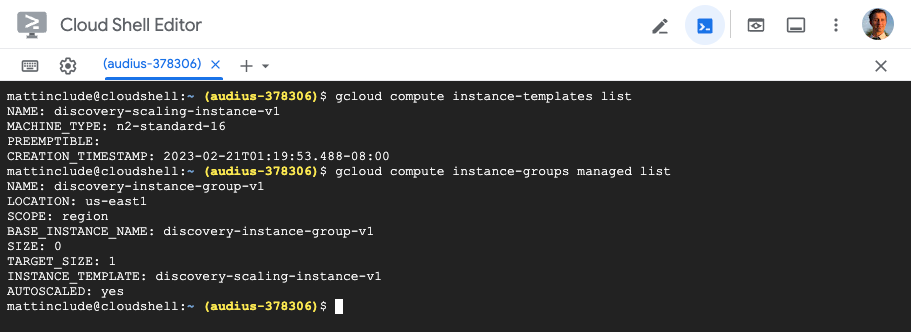 Cloud Shell Editor
(audius-378306)
mattinclude@cloudshell:~ (audius-378306)$ gcloud compute instance-templates list
NAME: discovery-scaling-instance-v1
MACHINE_TYPE: n2-standard-16
PREEMPTIBLE:
CREATION_TIMESTAMP: 2023-02-21T01:19:53.488-08:00
mattinclude@cloudshell:~ (audius-378306)$ gcloud compute instance-groups managed list
NAME: discovery-instance-group-v1
LOCATION: us-east1
SCOPE: region
BASE_INSTANCE_NAME: discovery-instance-group-v1
SIZE: 0
TARGET_SIZE: 1
INSTANCE_TEMPLATE: discovery-scaling-instance-v1
AUTOSCALED: yes
mattinclude@cloudshell:~ (audius-378306)$